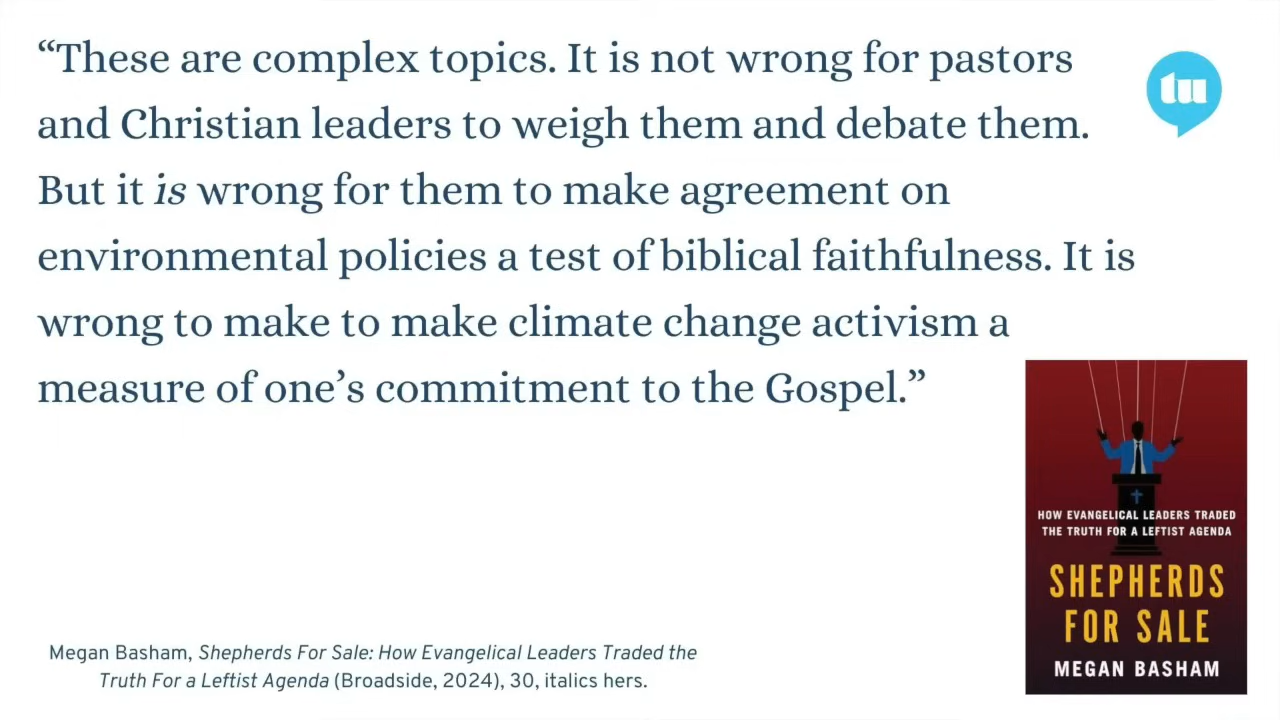 “These are complex topics. It is not wrong for pastors
and Christian leaders to weigh them and debate them.
But it is wrong for them to make agreement on
environmental policies a test of biblical faithfulness. It is
wrong to make to make climate change activism a
measure of one’s commitment to the Gospel.”
tu
HOW EVANGELICAL LEADERS TRADED
THE TRUTH FOR A LEFTIST AGENDA
SHEPHERDS
FOR SALE
MEGAN BASHAM
Megan Basham, Shepherds For Sale: How Evangelical Leaders Traded the
Truth For a Leftist Agenda (Broadside, 2024), 30, italics hers.